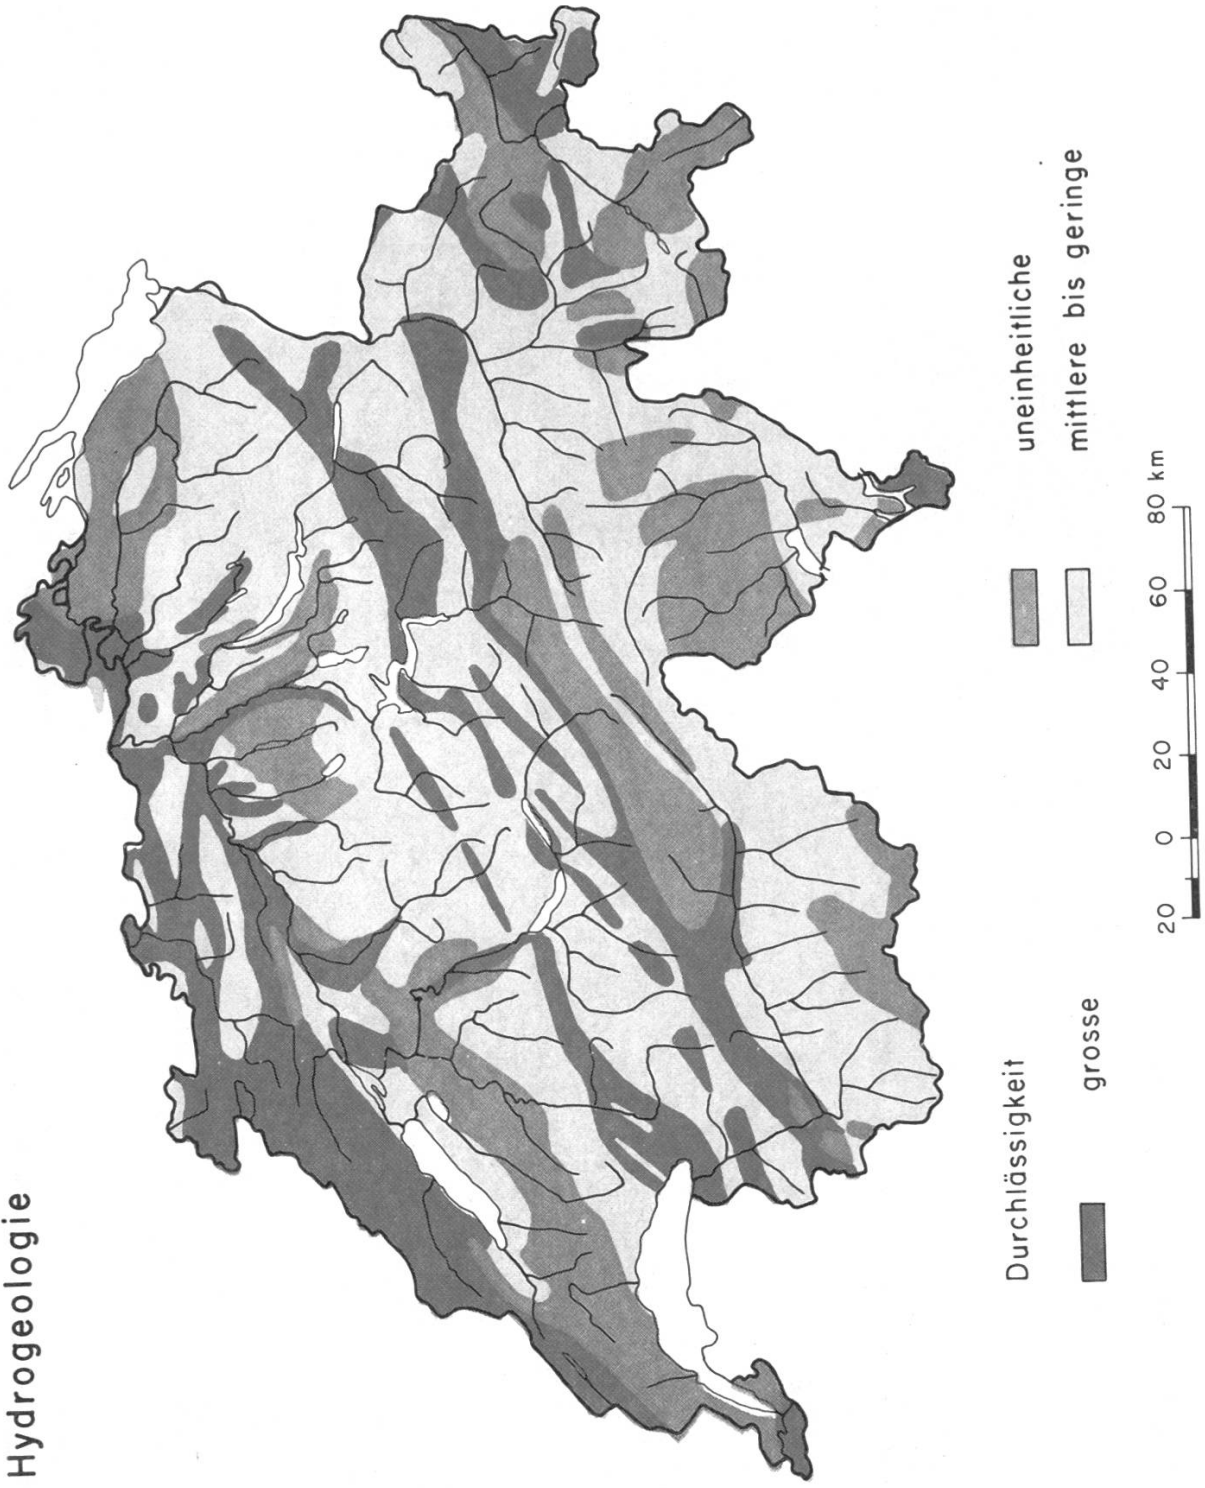 Hydrogeologie
Durchlässigkeit
grosse
uneinheitliche
mittlere bis geringe
20 0 20 40 60 80 km